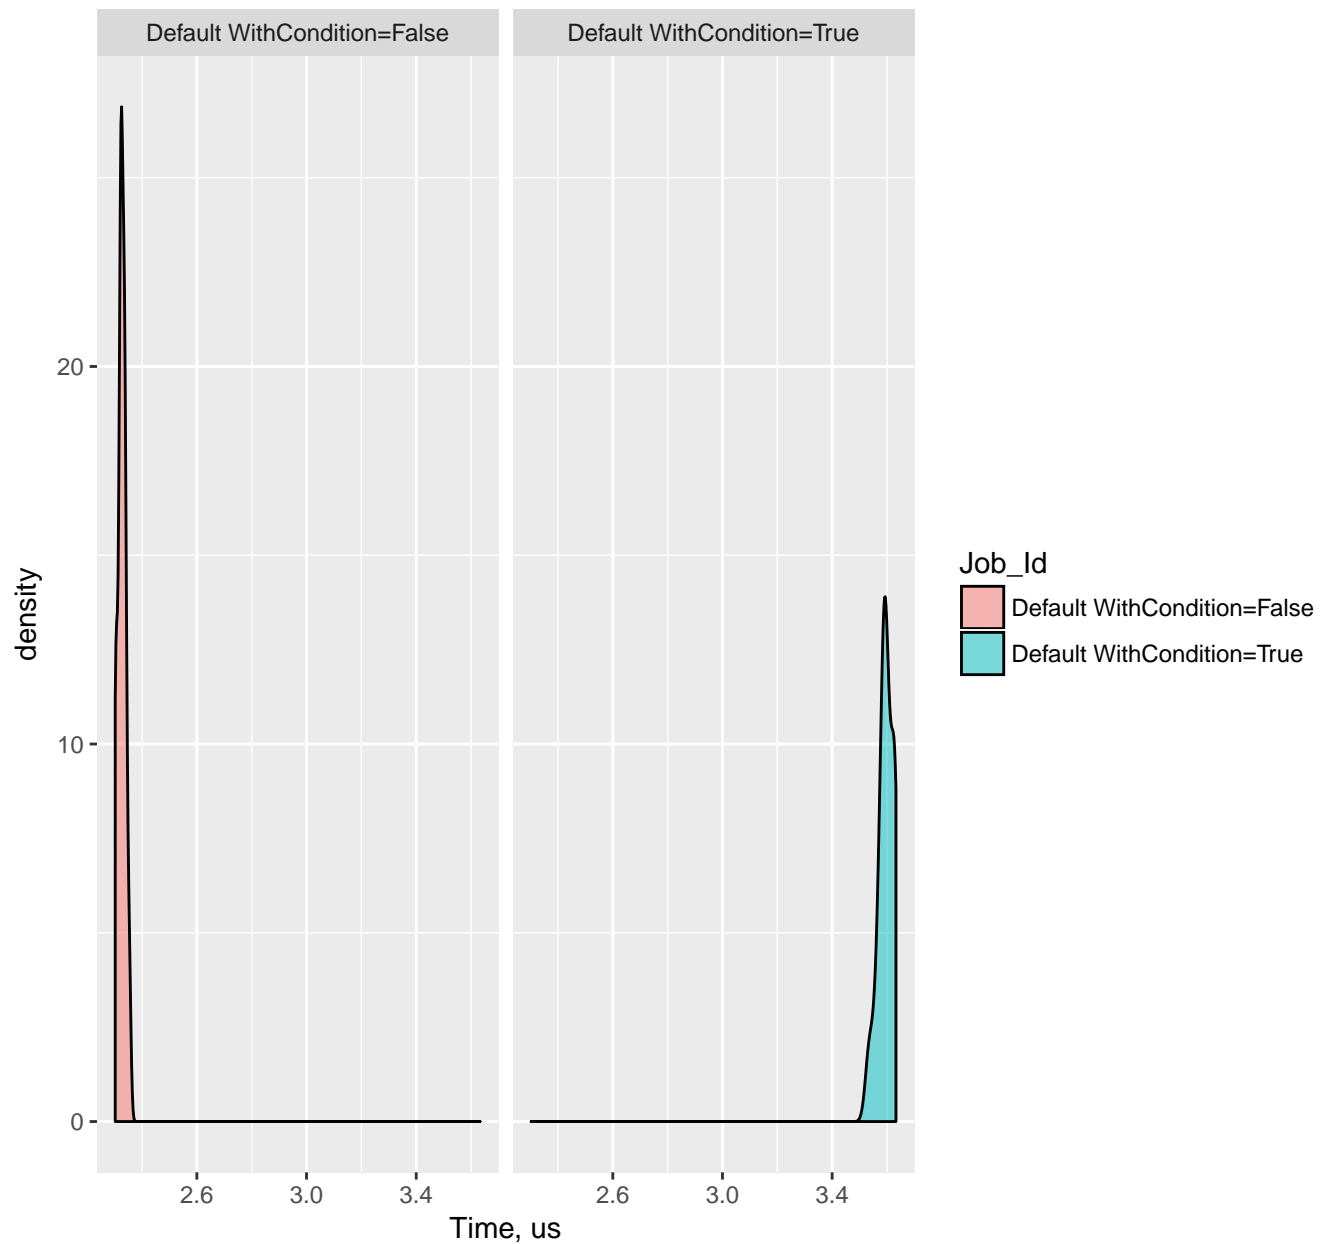 Default WithCondition=False
Default WithCondition=True
density
20
10
0
2.6
3.0
3.4
2.6
3.0
3.4
Time, us
Job_Id
Default WithCondition=False
Default WithCondition=True